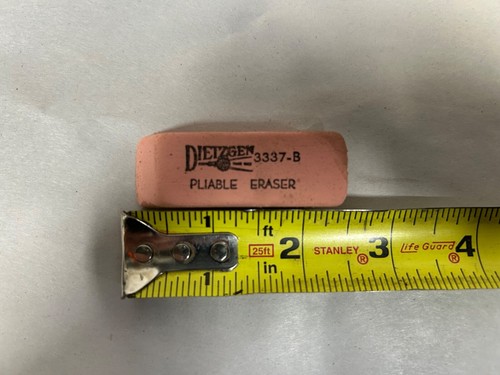 DIETZGEN 3337-B
PLIABLE ERASER
1 ft 25ft 2 STANLEY® 3 Life Guard® 4
1 in